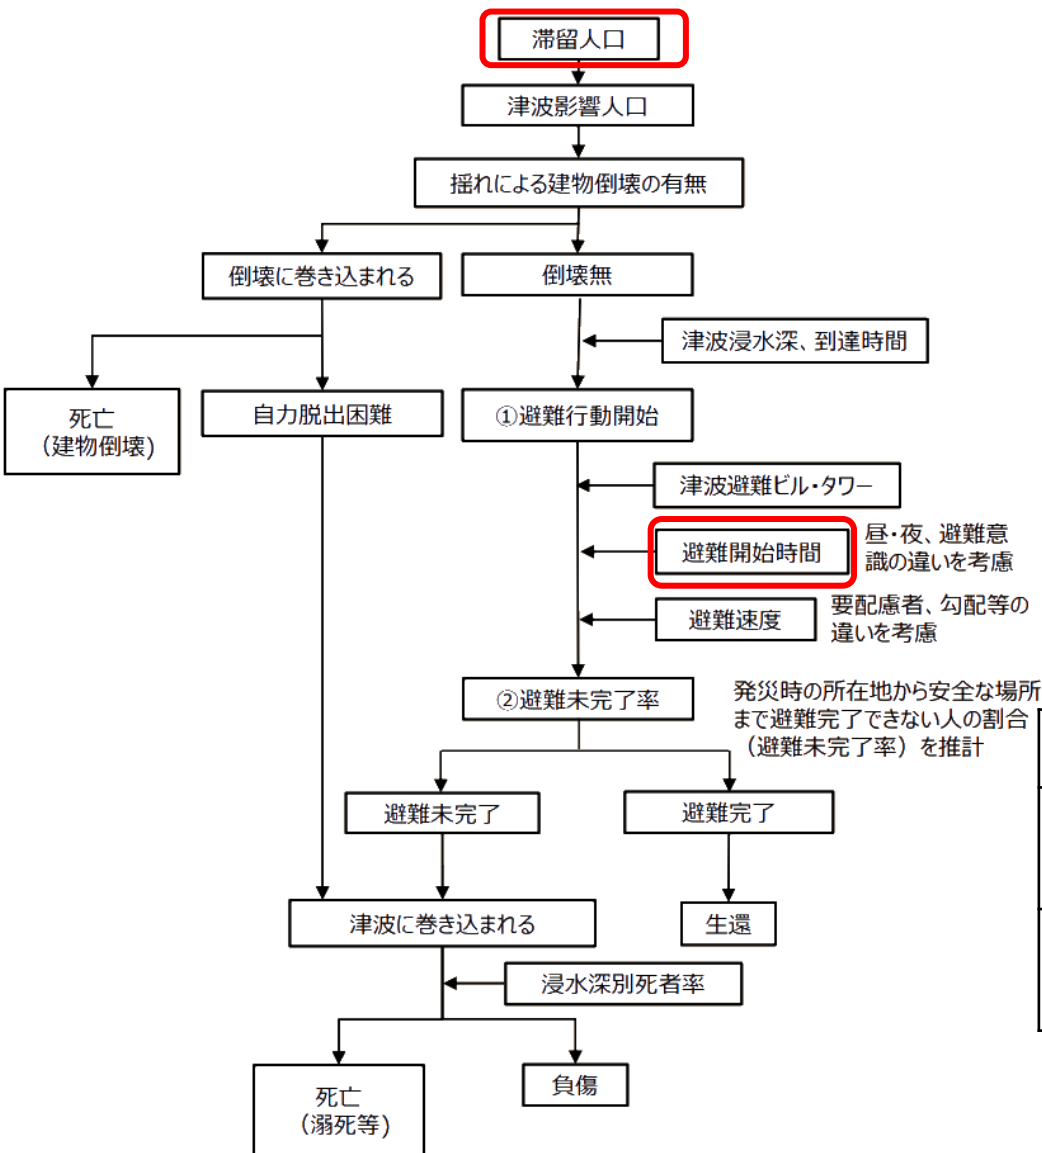 滞留人口
津波影響人口
揺れによる建物倒壊の有無
倒壊に巻き込まれる
倒壊無
津波浸水深、到達時間
死亡
（建物倒壊）
自力脱出困難
①避難行動開始
津波避難ビル・タワー
避難開始時間
昼・夜、避難意
識の違いを考慮
避難速度
要配慮者、勾配等の
違いを考慮
②避難未完了率
発災時の所在地から安全な場所
まで避難完了できない人の割合
（避難未完了率）を推計
避難未完了
避難完了
津波に巻き込まれる
生還
浸水深別死者率
死亡
（溺死等）
負傷